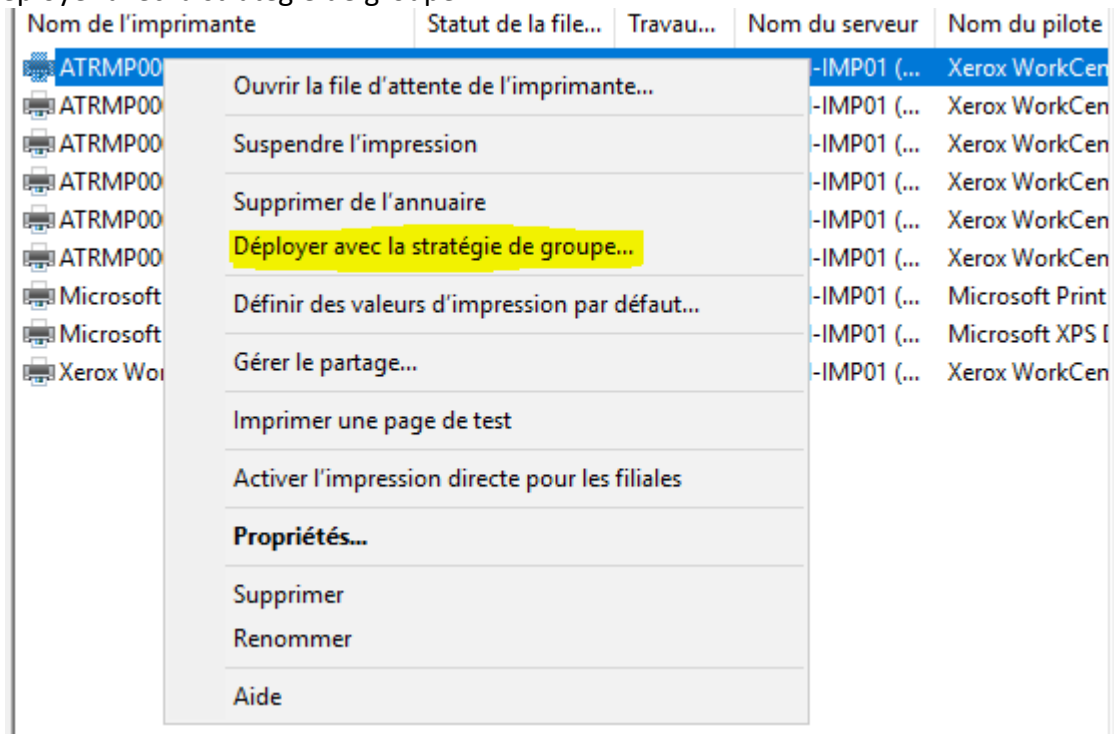 Nom de l'imprimante Statut de la file... Travau... Nom du serveur Nom du pilote
ATRMP00 -IMP01 (... Xerox WorkCen
Ouvrir la file d'attente de l'imprimante...
ATRMP00 -IMP01 (... Xerox WorkCen
ATRMP00 -IMP01 (... Xerox WorkCen
Suspendre l'impression
ATRMP00 -IMP01 (... Xerox WorkCen
Supprimer de l'annuaire
ATRMP00 -IMP01 (... Xerox WorkCen
Déployer avec la stratégie de groupe...
ATRMP00 -IMP01 (... Xerox WorkCen
Microsoft -IMP01 (... Microsoft Print
Définir des valeurs d'impression par défaut...
Microsoft -IMP01 (... Microsoft XPS
Gérer le partage...
Xerox Wor -IMP01 (... Xerox WorkCen
Imprimer une page de test
Activer l'impression directe pour les filiales
Propriétés...
Supprimer
Renommer
Aide